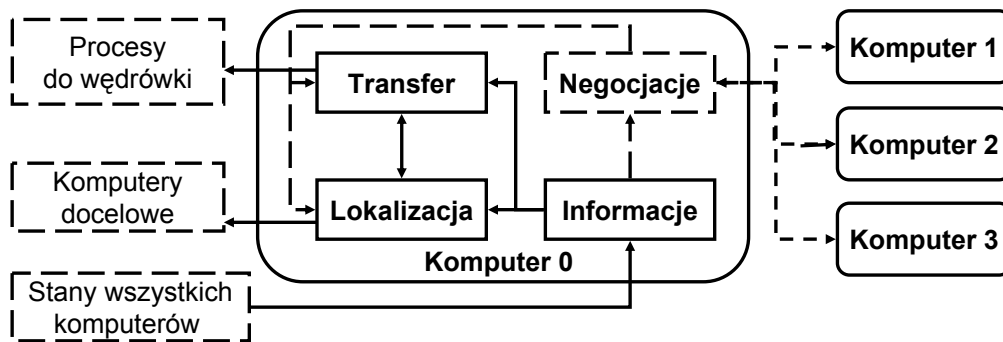 Procesy
do wędrówki
Komputery
docelowe
Stany wszystkich
komputerów
Transfer
Negocjacje
Lokalizacja
Informacje
Komputer 0
Komputer 1
Komputer 2
Komputer 3